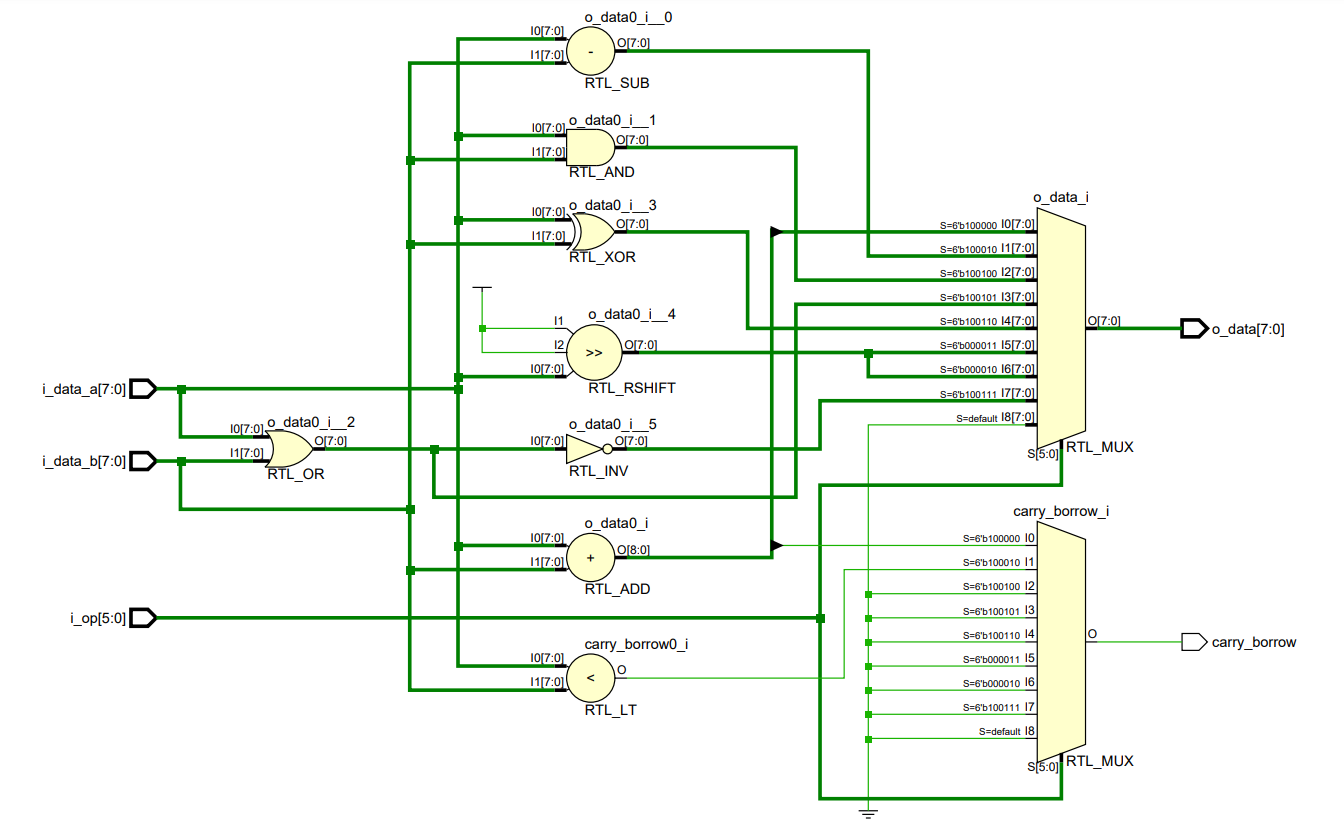 i_data_a[7:0]
i_data_b[7:0]
i_op[5:0]
o_data0_i__2
I0[7:0]
I1[7:0]
O[7:0]
RTL_OR
o_data0_i__0
I0[7:0]
I1[7:0]
-
O[7:0]
RTL_SUB
o_data0_i__1
I0[7:0]
I1[7:0]
O[7:0]
RTL_AND
o_data0_i__3
I0[7:0]
I1[7:0]
O[7:0]
RTL_XOR
o_data0_i__4
I1
I2
I0[7:0]
>>
O[7:0]
RTL_RSHIFT
o_data0_i__5
I0[7:0]
O[7:0]
RTL_INV
o_data0_i
I0[7:0]
I1[7:0]
+
O[8:0]
RTL_ADD
carry_borrow0_i
I0[7:0]
I1[7:0]
<
O
RTL_LT
o_data_i
S=6'b100000 I0[7:0]
S=6'b100010 I1[7:0]
S=6'b100100 I2[7:0]
S=6'b100101 I3[7:0]
S=6'b100110 I4[7:0]
S=6'b000011 I5[7:0]
S=6'b000010 I6[7:0]
S=6'b100111 I7[7:0]
S=default I8[7:0]
S[5:0]
O[7:0]
RTL_MUX
o_data[7:0]
carry_borrow_i
S=6'b100000 I0
S=6'b100010 I1
S=6'b100100 I2
S=6'b100101 I3
S=6'b100110 I4
S=6'b000011 I5
S=6'b000010 I6
S=6'b100111 I7
S=default I8
S[5:0]
O
RTL_MUX
carry_borrow